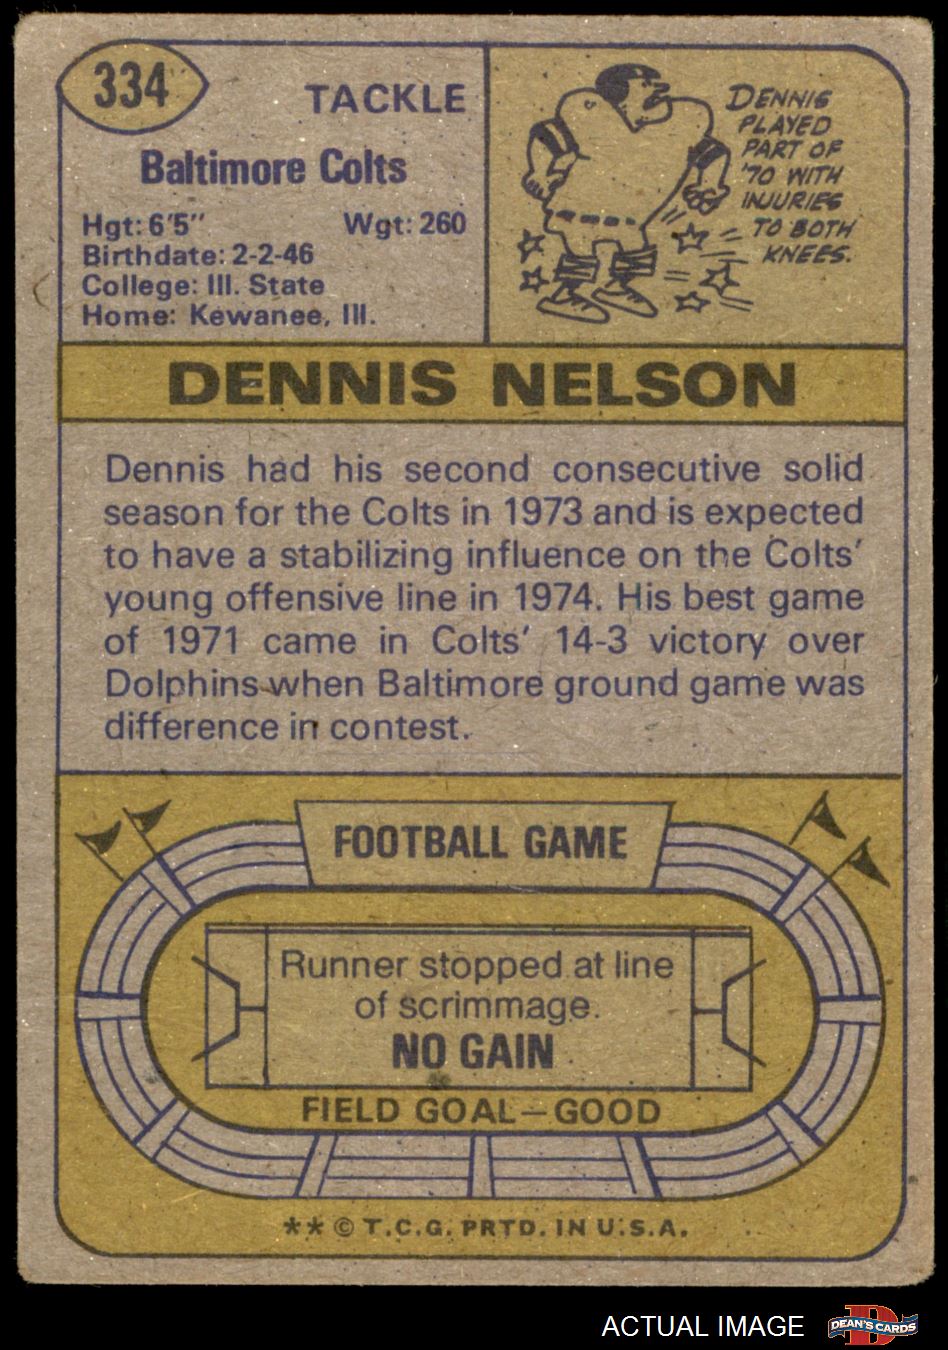 334
TACKLE
Baltimore Colts
Hgt: 6'5" Wgt: 260
Birthdate: 2-2-46
College: Ill. State
Home: Kewanee, Ill.
DENNIS
PLAYED
PART OF
'70 WITH
INJURIES
TO BOTH
KNEES.
DENNIS NELSON
Dennis had his second consecutive solid
season for the Colts in 1973 and is expected
to have a stabilizing influence on the Colts'
young offensive line in 1974. His best game
of 1971 came in Colts' 14-3 victory over
Dolphins when Baltimore ground game was
difference in contest.
FOOTBALL GAME
Runner stopped at line
of scrimmage.
NO GAIN
FIELD GOAL—GOOD
** © T.C.G. PRTD. IN U.S.A.
ACTUAL IMAGE
DEAN'S CARDS